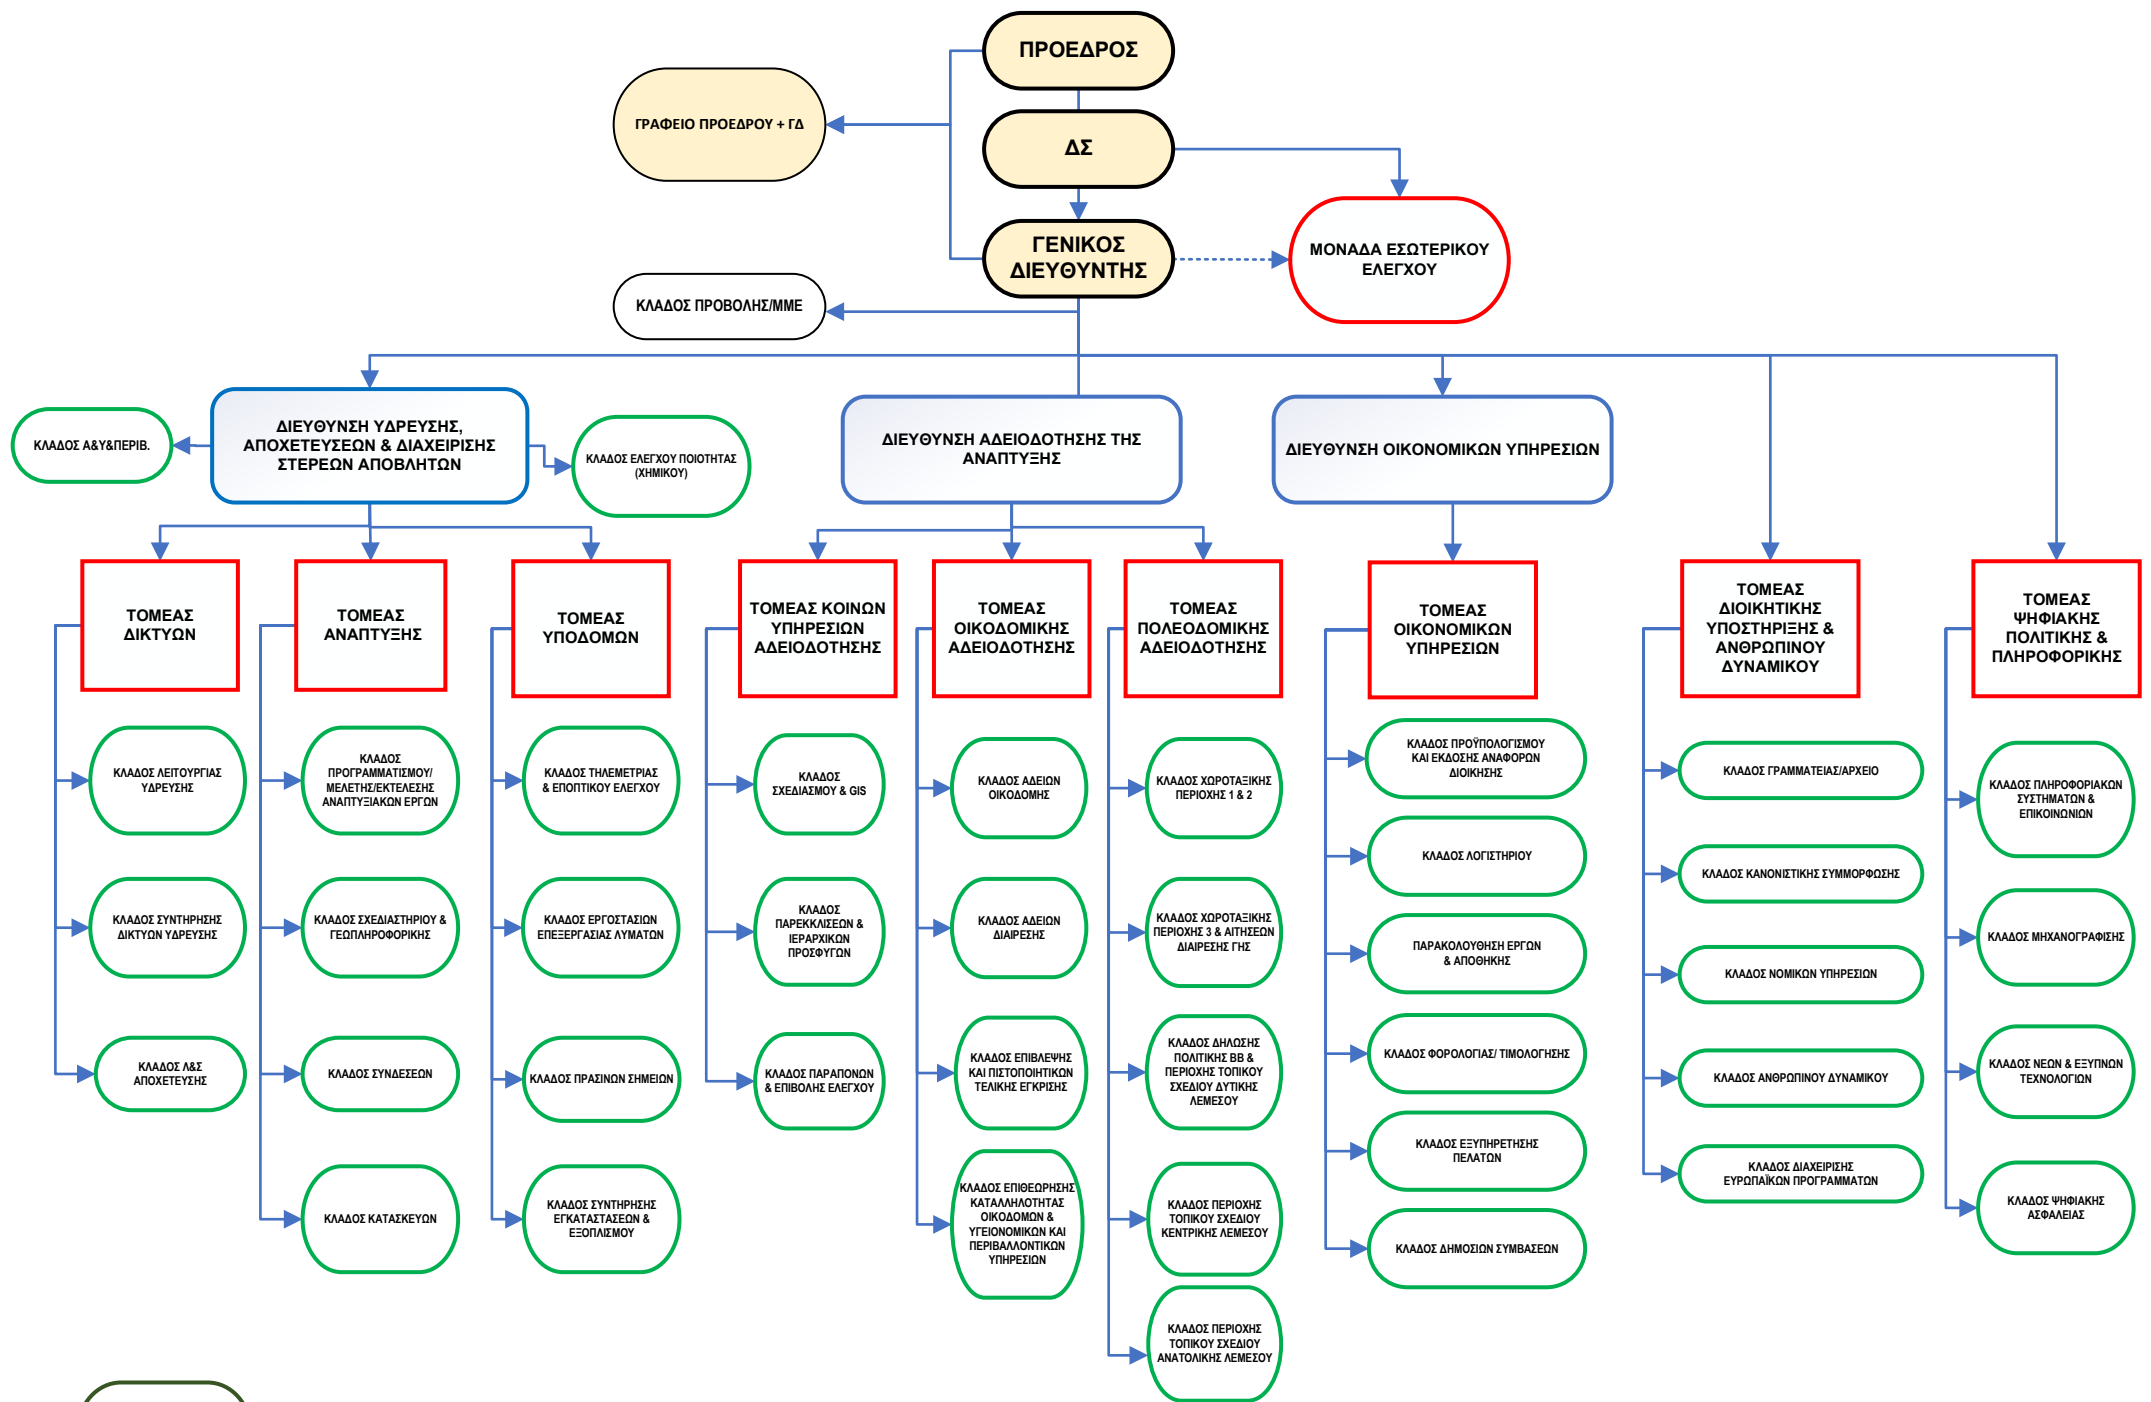 ΠΡΟΕΔΡΟΣ
ΓΡΑΦΕΙΟ ΠΡΟΕΔΡΟΥ + ΓΔ
ΔΣ
ΓΕΝΙΚΟΣ
ΔΙΕΥΘΥΝΤΗΣ
ΜΟΝΑΔΑ ΕΣΩΤΕΡΙΚΟΥ
ΕΛΕΓΧΟΥ
ΚΛΑΔΟΣ ΠΡΟΒΟΛΗΣ/ΜΜΕ
ΚΛΑΔΟΣ Α&Υ&ΠΕΡΙΒ.
ΔΙΕΥΘΥΝΣΗ ΥΔΡΕΥΣΗΣ,
ΑΠΟΧΕΤΕΥΣΕΩΝ & ΔΙΑΧΕΙΡΙΣΗΣ
ΣΤΕΡΕΩΝ ΑΠΟΒΛΗΤΩΝ
ΚΛΑΔΟΣ ΕΛΕΓΧΟΥ ΠΟΙΟΤΗΤΑΣ
(ΧΗΜΙΚΟΥ)
ΔΙΕΥΘΥΝΣΗ ΑΔΕΙΟΔΟΤΗΣΗΣ ΤΗΣ
ΑΝΑΠΤΥΞΗΣ
ΔΙΕΥΘΥΝΣΗ ΟΙΚΟΝΟΜΙΚΩΝ ΥΠΗΡΕΣΙΩΝ
ΤΟΜΕΑΣ
ΔΙΚΤΥΩΝ
ΤΟΜΕΑΣ
ΑΝΑΠΤΥΞΗΣ
ΤΟΜΕΑΣ
ΥΠΟΔΟΜΩΝ
ΤΟΜΕΑΣ ΚΟΙΝΩΝ
ΥΠΗΡΕΣΙΩΝ
ΑΔΕΙΟΔΟΤΗΣΗΣ
ΤΟΜΕΑΣ
ΟΙΚΟΔΟΜΙΚΗΣ
ΑΔΕΙΟΔΟΤΗΣΗΣ
ΤΟΜΕΑΣ
ΠΟΛΕΟΔΟΜΙΚΗΣ
ΑΔΕΙΟΔΟΤΗΣΗΣ
ΤΟΜΕΑΣ
ΟΙΚΟΝΟΜΙΚΩΝ
ΥΠΗΡΕΣΙΩΝ
ΤΟΜΕΑΣ
ΔΙΟΙΚΗΤΙΚΗΣ
ΥΠΟΣΤΗΡΙΞΗΣ &
ΑΝΘΡΩΠΙΝΟΥ
ΔΥΝΑΜΙΚΟΥ
ΤΟΜΕΑΣ
ΨΗΦΙΑΚΗΣ
ΠΟΛΙΤΙΚΗΣ &
ΠΛΗΡΟΦΟΡΙΚΗΣ
ΚΛΑΔΟΣ ΛΕΙΤΟΥΡΓΙΑΣ
ΥΔΡΕΥΣΗΣ
ΚΛΑΔΟΣ ΣΥΝΤΗΡΗΣΗΣ
ΔΙΚΤΥΩΝ ΥΔΡΕΥΣΗΣ
ΚΛΑΔΟΣ Λ&Σ
ΑΠΟΧΕΤΕΥΣΗΣ
ΚΛΑΔΟΣ
ΠΡΟΓΡΑΜΜΑΤΙΣΜΟΥ/
ΜΕΛΕΤΗΣ/ΕΚΤΕΛΕΣΗΣ
ΑΝΑΠΤΥΞΙΑΚΩΝ ΕΡΓΩΝ
ΚΛΑΔΟΣ ΣΧΕΔΙΑΣΤΗΡΙΟΥ &
ΓΕΩΠΛΗΡΟΦΟΡΙΚΗΣ
ΚΛΑΔΟΣ ΣΥΝΔΕΣΕΩΝ
ΚΛΑΔΟΣ ΚΑΤΑΣΚΕΥΩΝ
ΚΛΑΔΟΣ ΤΗΛΕΜΕΤΡΙΑΣ
& ΕΠΟΠΤΙΚΟΥ ΕΛΕΓΧΟΥ
ΚΛΑΔΟΣ ΕΡΓΟΣΤΑΣΙΩΝ
ΕΠΕΞΕΡΓΑΣΙΑΣ ΛΥΜΑΤΩΝ
ΚΛΑΔΟΣ ΠΡΑΣΙΝΩΝ ΣΗΜΕΙΩΝ
ΚΛΑΔΟΣ ΣΥΝΤΗΡΗΣΗΣ
ΕΓΚΑΤΑΣΤΑΣΕΩΝ &
ΕΞΟΠΛΙΣΜΟΥ
ΚΛΑΔΟΣ
ΣΧΕΔΙΑΣΜΟΥ & GIS
ΚΛΑΔΟΣ
ΠΑΡΕΚΚΛΙΣΕΩΝ &
ΙΕΡΑΡΧΙΚΩΝ
ΠΡΟΣΦΥΓΩΝ
ΚΛΑΔΟΣ ΠΑΡΑΠΟΝΩΝ
& ΕΠΙΒΟΛΗΣ ΕΛΕΓΧΟΥ
ΚΛΑΔΟΣ ΑΔΕΙΩΝ
ΟΙΚΟΔΟΜΗΣ
ΚΛΑΔΟΣ ΑΔΕΙΩΝ
ΔΙΑΙΡΕΣΗΣ
ΚΛΑΔΟΣ ΕΠΙΒΛΕΨΗΣ
ΚΑΙ ΠΙΣΤΟΠΟΙΗΤΙΚΩΝ
ΤΕΛΙΚΗΣ ΕΓΚΡΙΣΗΣ
ΚΛΑΔΟΣ ΕΠΙΘΕΩΡΗΣΗΣ
ΚΑΤΑΛΛΗΛΟΤΗΤΑΣ
ΟΙΚΟΔΟΜΩΝ &
ΥΓΕΙΟΝΟΜΙΚΩΝ ΚΑΙ
ΠΕΡΙΒΑΛΛΟΝΤΙΚΩΝ
ΥΠΗΡΕΣΙΩΝ
ΚΛΑΔΟΣ ΧΩΡΟΤΑΞΙΚΗΣ
ΠΕΡΙΟΧΗΣ 1 & 2
ΚΛΑΔΟΣ ΧΩΡΟΤΑΞΙΚΗΣ
ΠΕΡΙΟΧΗΣ 3 & ΑΙΤΗΣΕΩΝ
ΔΙΑΙΡΕΣΗΣ ΓΗΣ
ΚΛΑΔΟΣ ΔΗΛΩΣΗΣ
ΠΟΛΙΤΙΚΗΣ ΒΒ &
ΠΕΡΙΟΧΗΣ ΤΟΠΙΚΟΥ
ΣΧΕΔΙΟΥ ΔΥΤΙΚΗΣ
ΛΕΜΕΣΟΥ
ΚΛΑΔΟΣ ΠΕΡΙΟΧΗΣ
ΤΟΠΙΚΟΥ ΣΧΕΔΙΟΥ
ΚΕΝΤΡΙΚΗΣ ΛΕΜΕΣΟΥ
ΚΛΑΔΟΣ ΠΕΡΙΟΧΗΣ
ΤΟΠΙΚΟΥ ΣΧΕΔΙΟΥ
ΑΝΑΤΟΛΙΚΗΣ ΛΕΜΕΣΟΥ
ΚΛΑΔΟΣ ΠΡΟΫΠΟΛΟΓΙΣΜΟΥ
ΚΑΙ ΕΚΔΟΣΗΣ ΑΝΑΦΟΡΩΝ
ΔΙΟΙΚΗΣΗΣ
ΚΛΑΔΟΣ ΛΟΓΙΣΤΗΡΙΟΥ
ΠΑΡΑΚΟΛΟΥΘΗΣΗ ΕΡΓΩΝ
& ΑΠΟΘΗΚΗΣ
ΚΛΑΔΟΣ ΦΟΡΟΛΟΓΙΑΣ/ ΤΙΜΟΛΟΓΗΣΗΣ
ΚΛΑΔΟΣ ΕΞΥΠΗΡΕΤΗΣΗΣ
ΠΕΛΑΤΩΝ
ΚΛΑΔΟΣ ΔΗΜΟΣΙΩΝ ΣΥΜΒΑΣΕΩΝ
ΚΛΑΔΟΣ ΓΡΑΜΜΑΤΕΙΑΣ/ΑΡΧΕΙΟ
ΚΛΑΔΟΣ ΚΑΝΟΝΙΣΤΙΚΗΣ ΣΥΜΜΟΡΦΩΣΗΣ
ΚΛΑΔΟΣ ΝΟΜΙΚΩΝ ΥΠΗΡΕΣΙΩΝ
ΚΛΑΔΟΣ ΑΝΘΡΩΠΙΝΟΥ ΔΥΝΑΜΙΚΟΥ
ΚΛΑΔΟΣ ΔΙΑΧΕΙΡΙΣΗΣ
ΕΥΡΩΠΑΪΚΩΝ ΠΡΟΓΡΑΜΜΑΤΩΝ
ΚΛΑΔΟΣ ΠΛΗΡΟΦΟΡΙΑΚΩΝ
ΣΥΣΤΗΜΑΤΩΝ &
ΕΠΙΚΟΙΝΩΝΙΩΝ
ΚΛΑΔΟΣ ΜΗΧΑΝΟΓΡΑΦΙΣΗΣ
ΚΛΑΔΟΣ ΝΕΩΝ & ΕΞΥΠΝΩΝ
ΤΕΧΝΟΛΟΓΙΩΝ
ΚΛΑΔΟΣ ΨΗΦΙΑΚΗΣ
ΑΣΦΑΛΕΙΑΣ